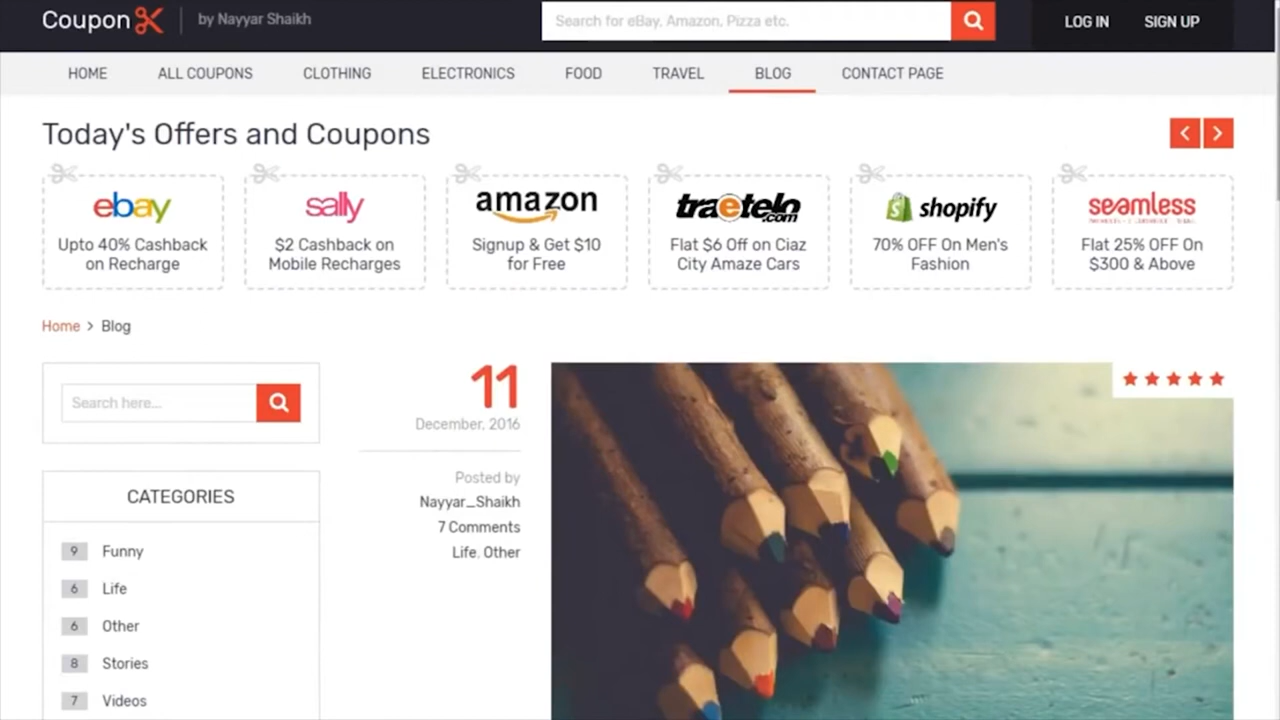 Coupon
by Nayyar Shaikh
Search for eBay, Amazon, Pizza etc.
LOG IN
SIGN UP
HOME
ALL COUPONS
CLOTHING
ELECTRONICS
FOOD
TRAVEL
BLOG
CONTACT PAGE
Today's Offers and Coupons
ebay
Upto 40% Cashback
on Recharge
sally
$2 Cashback on
Mobile Recharges
amazon
Signup & Get $10
for Free
traetelo
.com
Flat $6 Off on Ciaz
City Amaze Cars
shopify
70% OFF On Men's
Fashion
seamless
Flat 25% OFF On
$300 & Above
Home > Blog
Search here...
CATEGORIES
9 Funny
6 Life
6 Other
8 Stories
7 Videos
11
December, 2016
Posted by
Nayyar_Shaikh
7 Comments
Life, Other